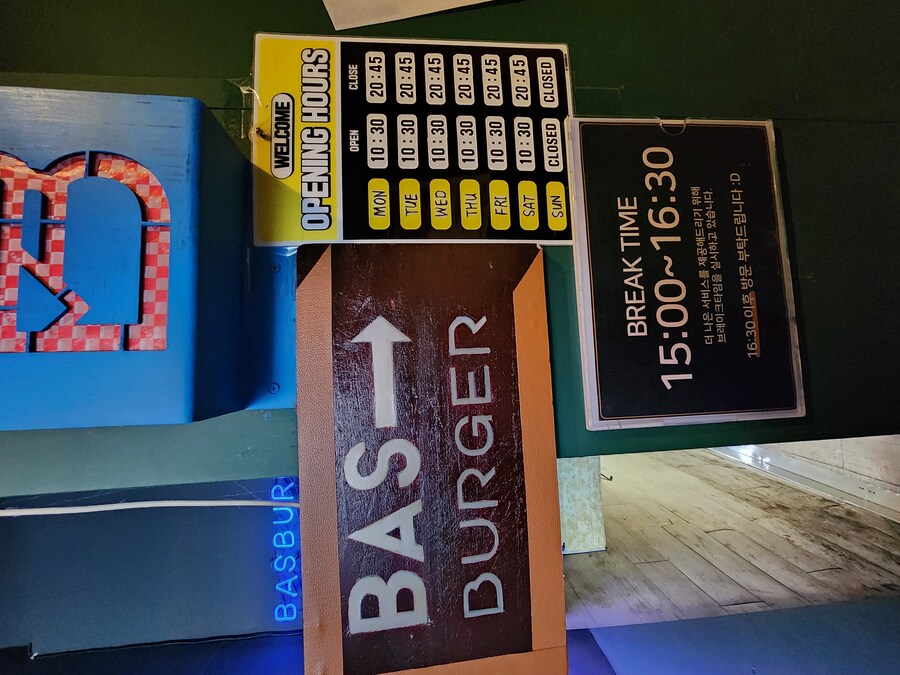 WELCOME
OPENING HOURS
OPEN CLOSE
MON 10:30 20:45
TUE 10:30 20:45
WED 10:30 20:45
THU 10:30 20:45
FRI 10:30 20:45
SAT 10:30 20:45
SUN CLOSED CLOSED
BREAK TIME
15:00~16:30
더 나은 서비스를 제공해드리기 위해
브레이크타임을 실시하고 있습니다.
16:30 이후 방문 부탁드립니다 :D
BAS
BURGER
BASBUR